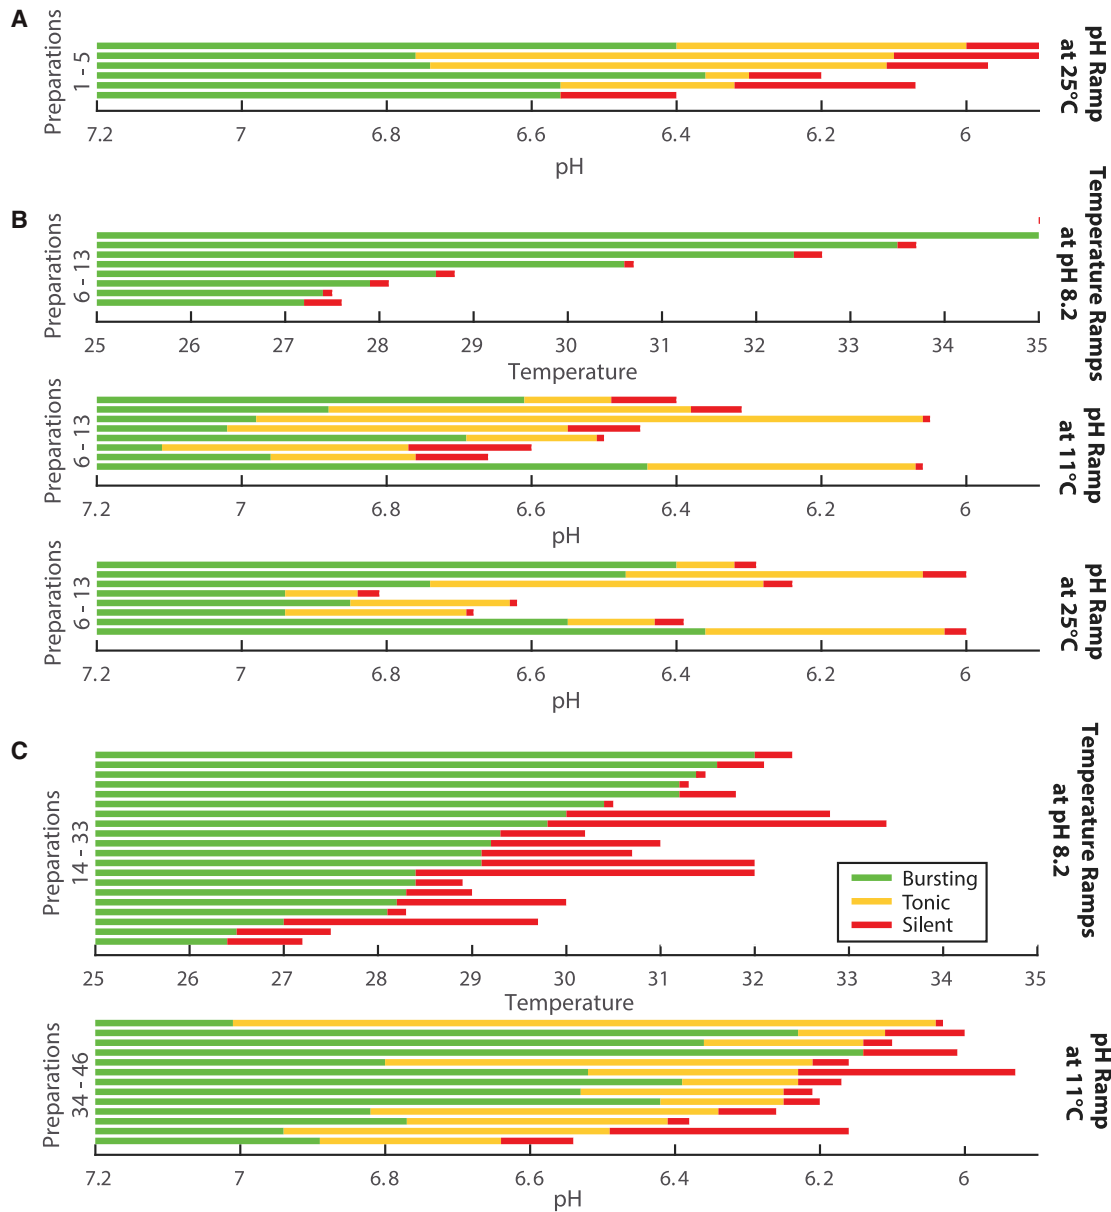 A
Preparations
1 - 5
7.2 7 6.8 6.6 6.4 6.2 6
pH
pH Ramp
at 25°C
B
Preparations
6 - 13
25 26 27 28 29 30 31 32 33 34 35
Temperature
Temperature Ramps
at pH 8.2
Preparations
6 - 13
7.2 7 6.8 6.6 6.4 6.2 6
pH
pH Ramp
at 11°C
Preparations
6 - 13
7.2 7 6.8 6.6 6.4 6.2 6
pH
pH Ramp
at 25°C
C
Preparations
14 - 33
Bursting
Tonic
Silent
25 26 27 28 29 30 31 32 33 34 35
Temperature
Temperature Ramps
at pH 8.2
Preparations
34 - 46
7.2 7 6.8 6.6 6.4 6.2 6
pH
pH Ramp
at 11°C